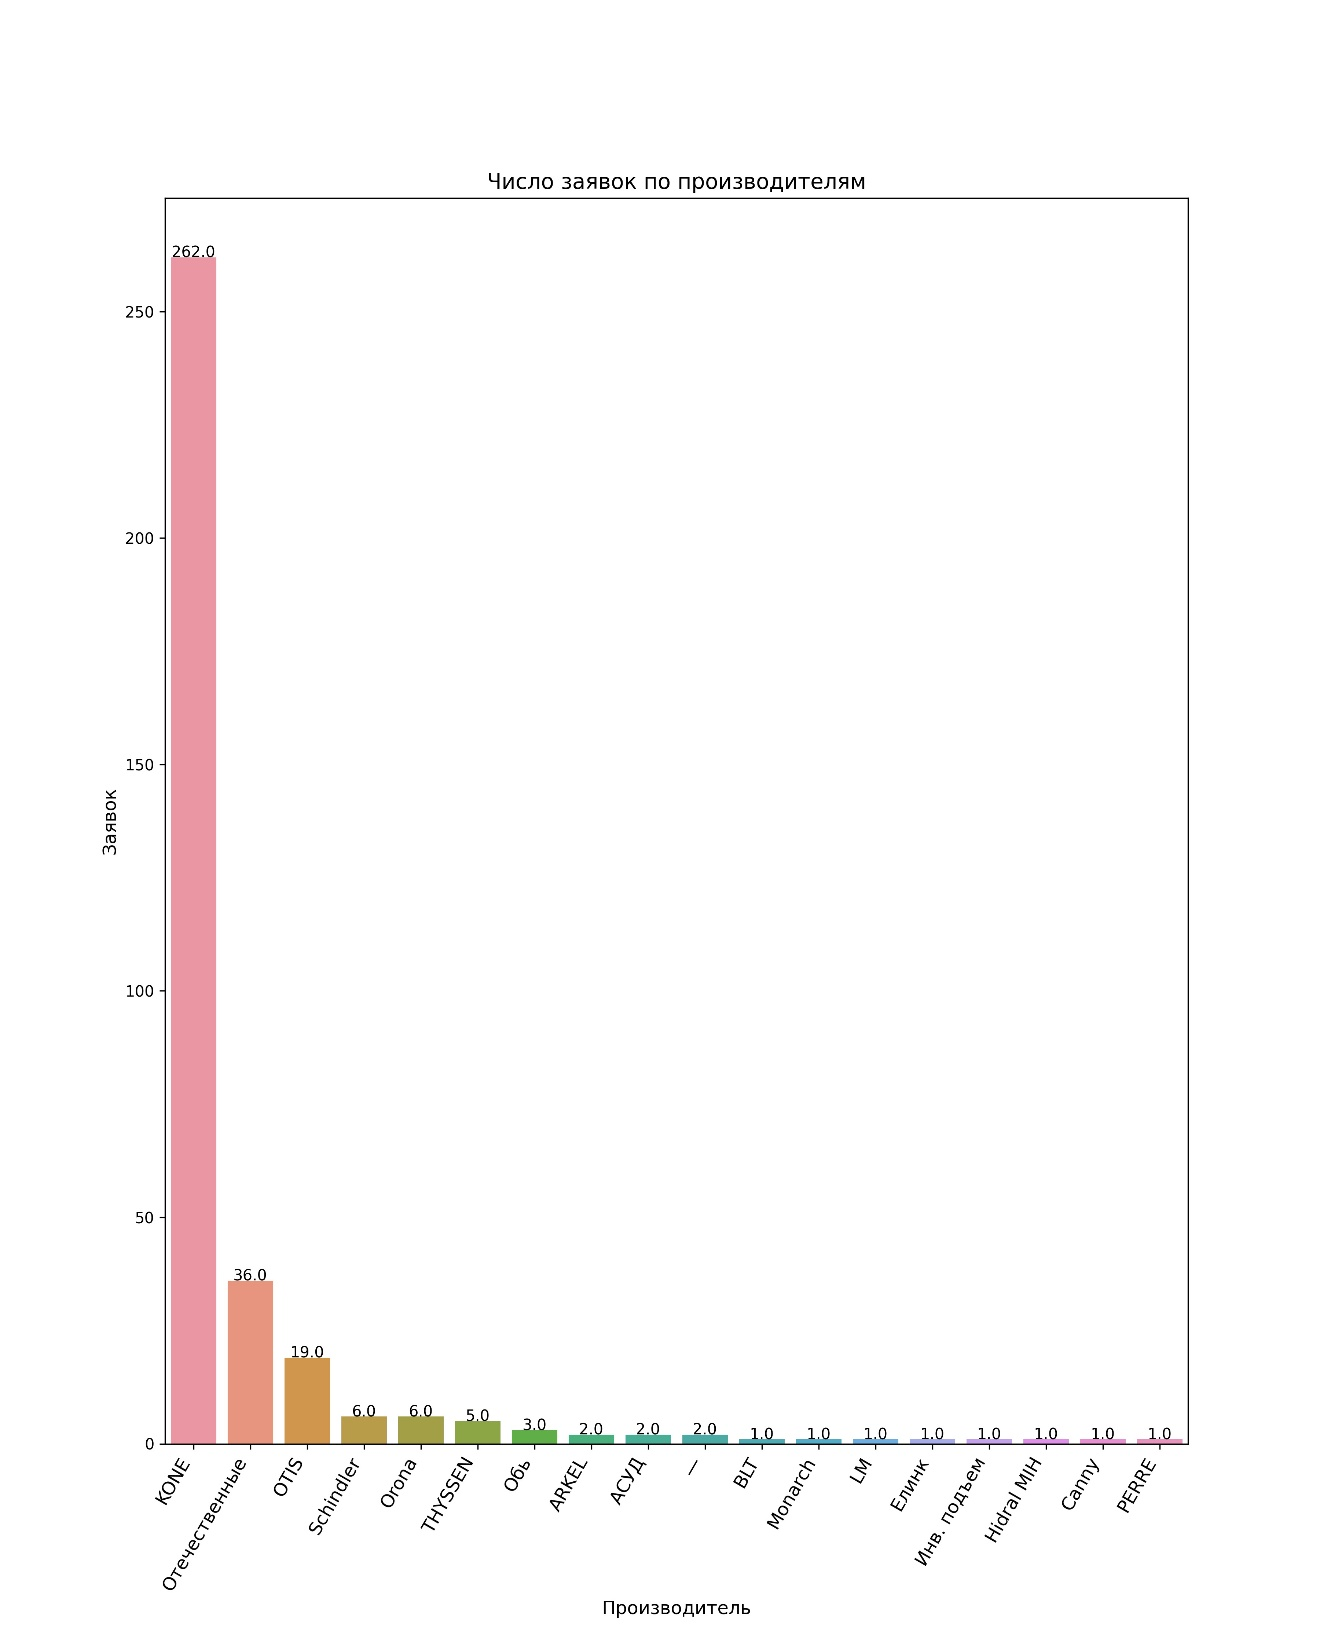 Число заявок по производителям
262.0
250
200
150
100
50
0
Заявок
36.0
19.0
6.0
6.0
5.0
3.0
2.0
2.0
2.0
1.0
1.0
1.0
1.0
1.0
1.0
1.0
1.0
KONE
Отечественные
OTIS
Schindler
Orona
THYSSEN
Обь
ARKEL
АСУД
—
BLT
Monarch
LM
Елинк
Инв. подъем
Hidral MIH
Canny
PERRE
Производитель